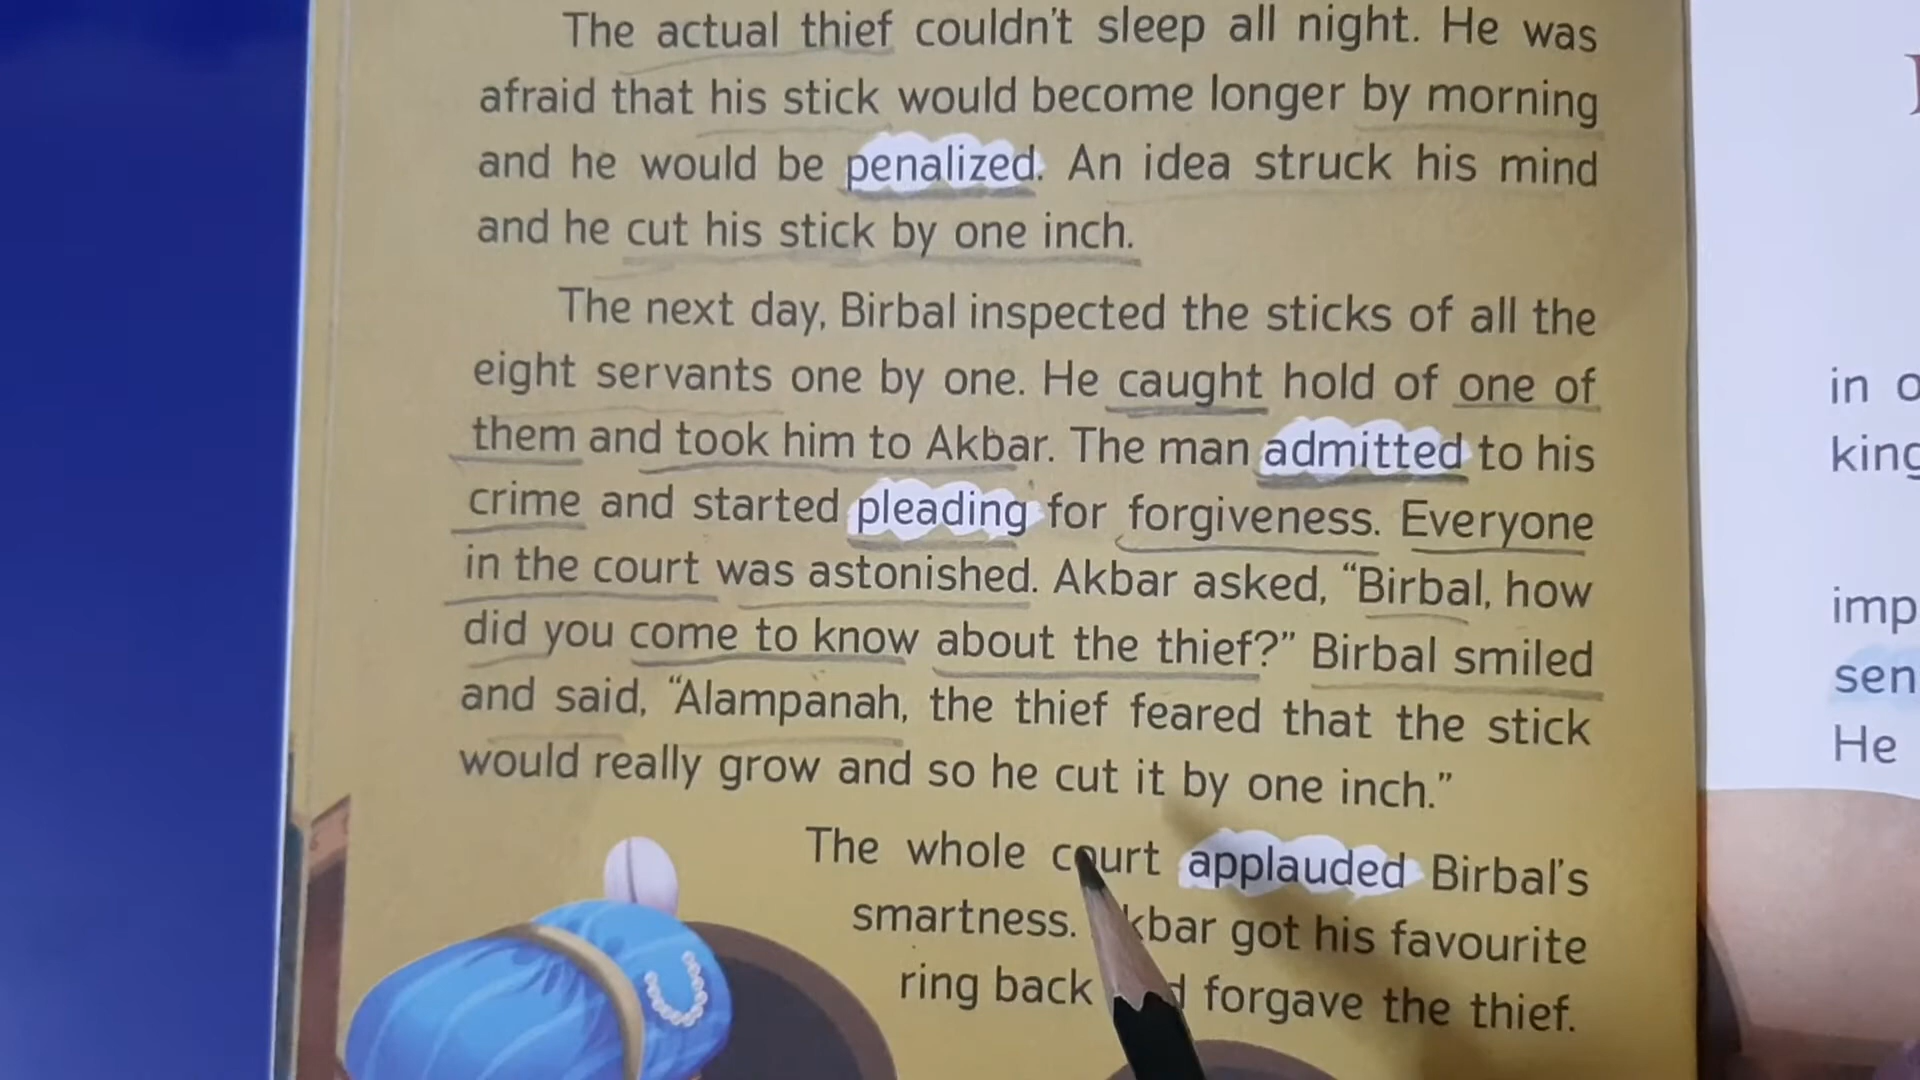 The actual thief couldn't sleep all night. He was
afraid that his stick would become longer by morning
and he would be penalized. An idea struck his mind
and he cut his stick by one inch.
The next day, Birbal inspected the sticks of all the
eight servants one by one. He caught hold of one of
them and took him to Akbar. The man admitted to his
crime and started pleading for forgiveness. Everyone
in the court was astonished. Akbar asked, “Birbal, how
did you come to know about the thief?” Birbal smiled
and said, “Alampanah, the thief feared that the stick
would really grow and so he cut it by one inch.”
The whole court applauded Birbal's
smartness. got his favourite
ring back forgave the thief.
in
king
He